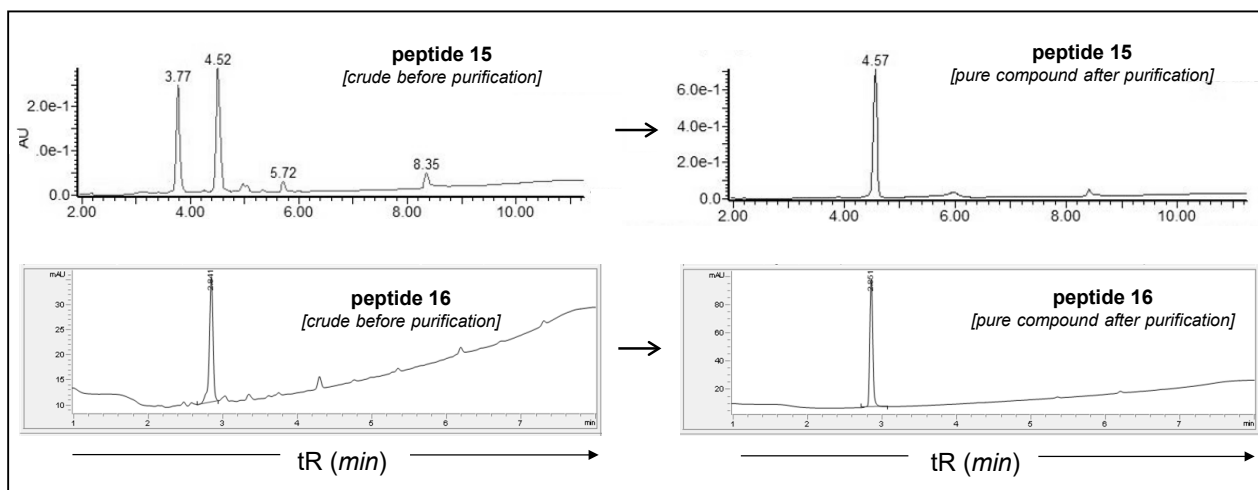 peptide 15
[crude before purification]
3.77
4.52
5.72
8.35
AU
2.0e-1
.0e-1
0.0
2.00
4.00
6.00
8.00
10.00
peptide 15
[pure compound after purification]
4.57
6.0e-1
4.0e-1
2.0e-1
0.0
2.00
4.00
6.00
8.00
10.00
mAU
30
25
20
15
10
peptide 16
[crude before purification]
1
2
3
4
5
6
7
min
tR (min)
mAU
80
60
40
20
peptide 16
[pure compound after purification]
1
2
3
4
5
6
7
min
tR (min)